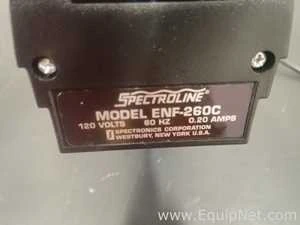 SPECTROLINE®
MODEL ENF-260C
120 VOLTS 60 HZ 0.20 AMPS
SPECTRONICS CORPORATION
WESTBURY, NEW YORK U.S.A.
www.EquipNet.com